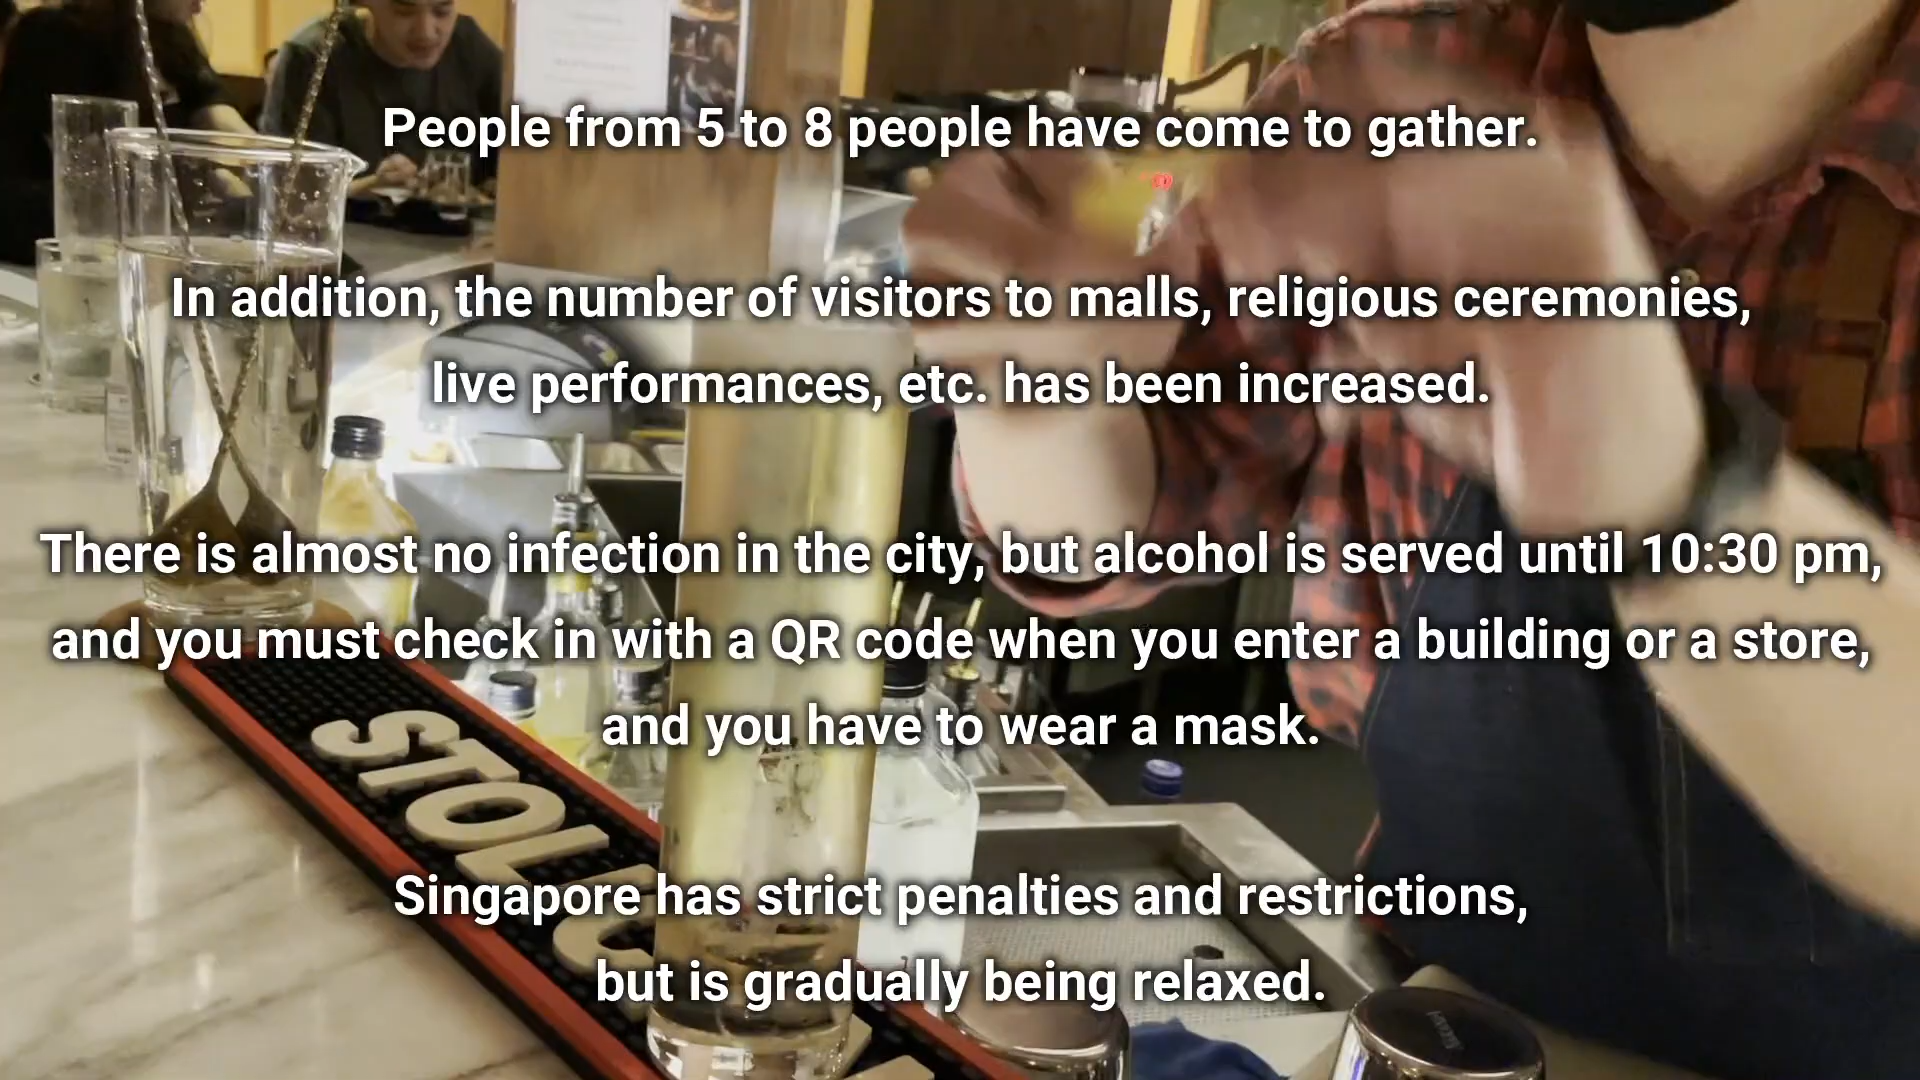 People from 5 to 8 people have come to gather.
In addition, the number of visitors to malls, religious ceremonies,
live performances, etc. has been increased.
There is almost no infection in the city, but alcohol is served until 10:30 pm,
and you must check in with a QR code when you enter a building or a store,
and you have to wear a mask.
Singapore has strict penalties and restrictions,
but is gradually being relaxed.
STOLI